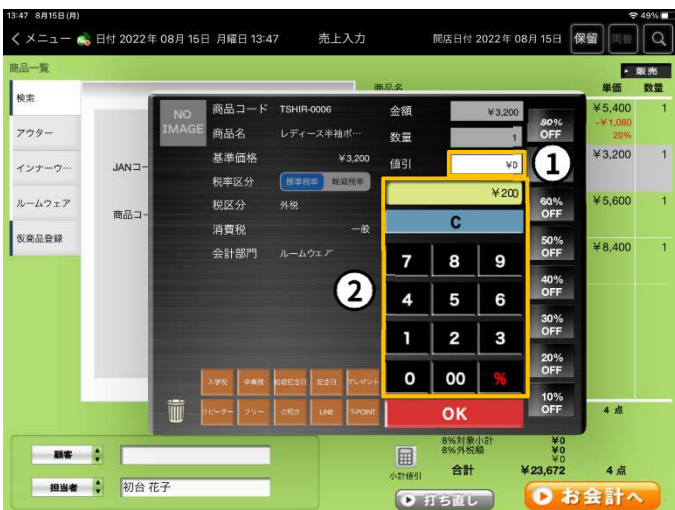 13:47 8月15日(月)
49%
メニュー 日付 2022年 08月 15日 月曜日 13:47 売上入力 開店日付 2022年 08月 15日 保留 両替
商品一覧
販売
商品名 単価 数量
検索
アウター
インナーウ…
ルームウェア
仮商品登録
JANコー
商品コー
NO IMAGE
商品コード TSHIR-0006
商品名 レディース半袖ボ…
基準価格 ¥3,200
税率区分 標準税率 軽減税率
税区分 外税
消費税 一般
会計部門 ルームウェア
金額 ¥3,200
数量 1
値引 ¥0
1
¥200
C
2
7 8 9
4 5 6
1 2 3
0 00 %
OK
80% OFF
60% OFF
50% OFF
40% OFF
30% OFF
20% OFF
10% OFF
入学祝 卒業祝 結婚記念日 記念日 プレゼント
リピーター フリー ご紹介 LINE T-POINT
¥5,400 1
-¥1,080
20%
¥3,200 1
¥5,600 1
¥8,400 1
4 点
顧客
担当者 初台 花子
小計値引
8%対象小計 ¥0
8%外税額 ¥0
¥0
合計 ¥23,672 4 点
打ち直し
お会計へ